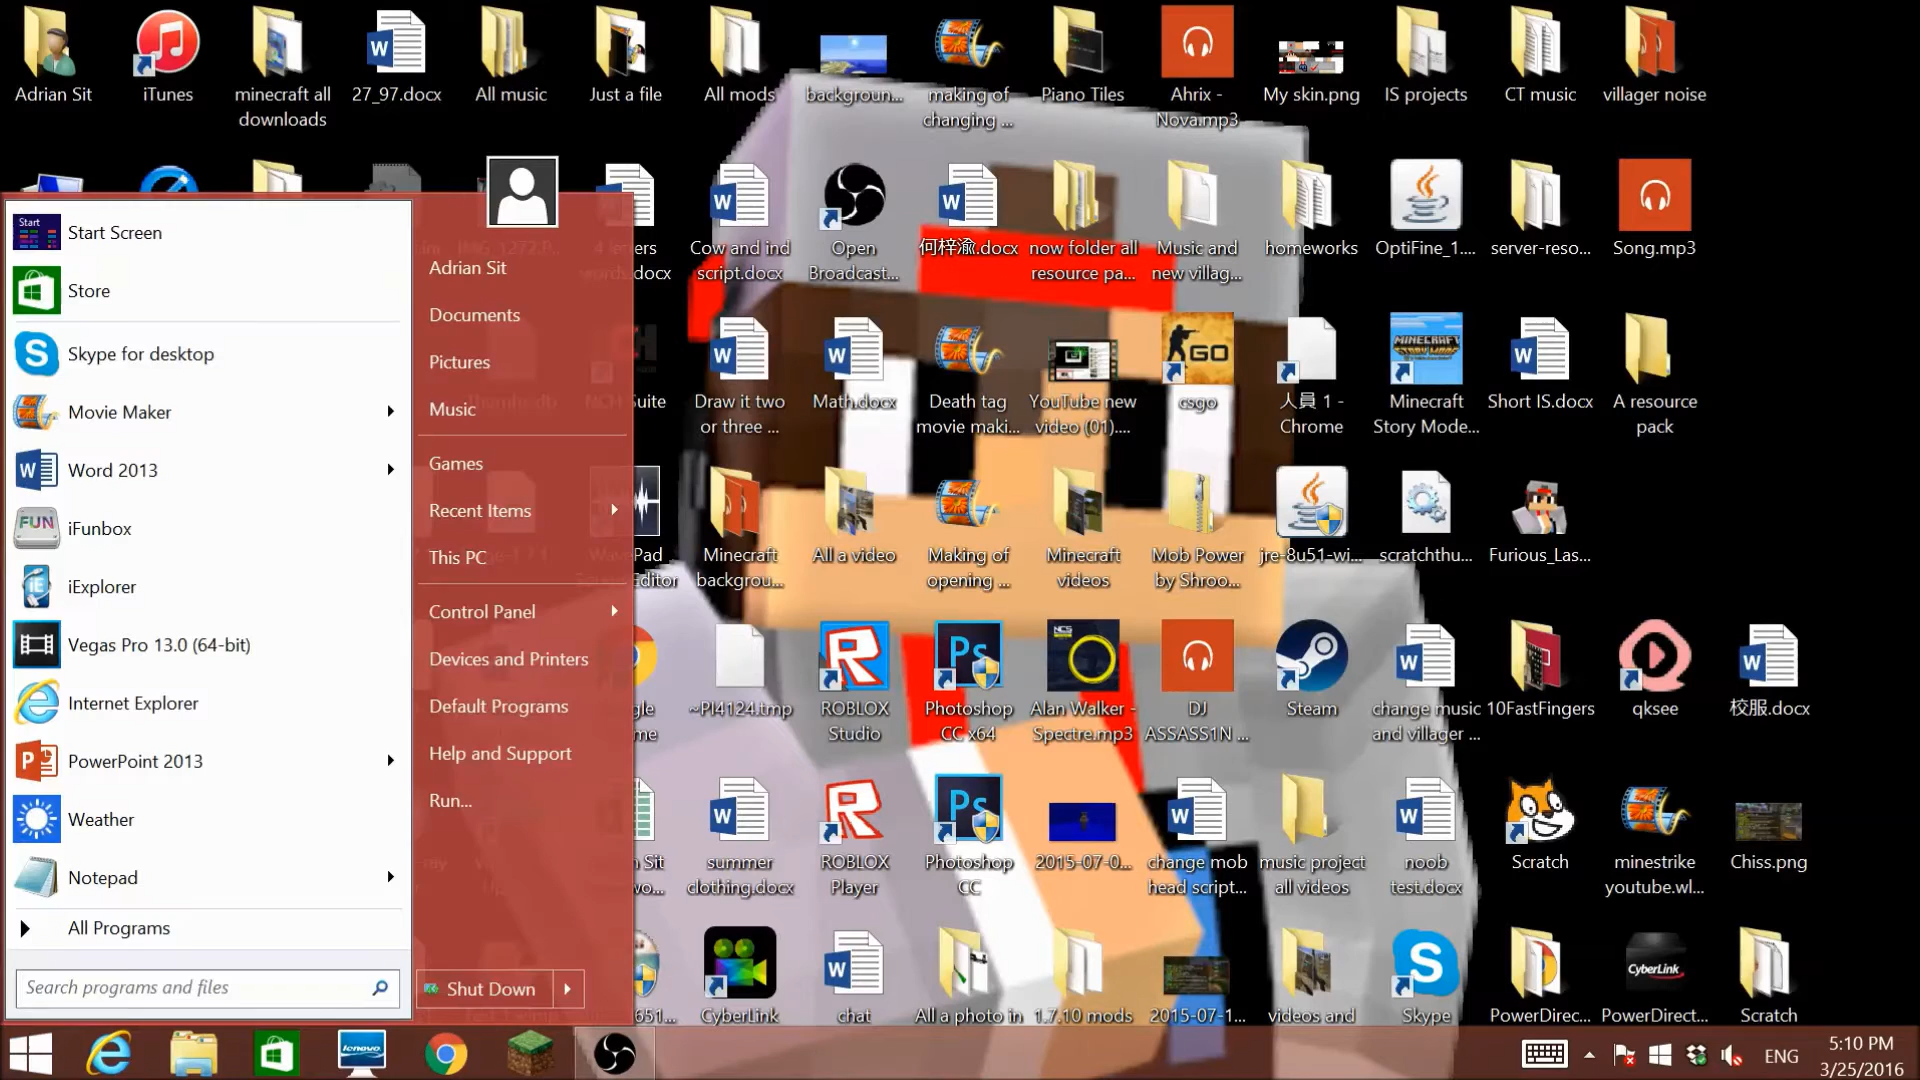 Adrian Sit
iTunes
minecraft all
downloads
27_97.docx
All music
Just a file
All mods
backgroun...
making of
changing ...
Piano Tiles
Ahrix -
Nova.mp3
My skin.png
IS projects
CT music
villager noise
Cow and ind
script.docx
Open
Broadcast...
何梓渝.docx
now folder all
resource pa...
Music and
new villag...
homeworks
OptiFine_1....
server-reso...
Song.mp3
Draw it two
or three ...
Math.docx
Death tag
movie maki...
YouTube new
video (01)....
GO
csgo
人員 1 -
Chrome
MINECRAFT
STORY MODE
Minecraft
Story Mode...
Short IS.docx
A resource
pack
Minecraft
backgrou...
All a video
Making of
opening ...
Minecraft
videos
Mob Power
by Shroo...
jre-8u51-wi...
scratchthu...
Furious_Las...
~PI4124.tmp
ROBLOX
Studio
Ps
Photoshop
CC x64
NCS
Alan Walker -
Spectre.mp3
DJ
ASSASS1N ...
Steam
change music
and villager ...
10FastFingers
qksee
校服.docx
summer
clothing.docx
ROBLOX
Player
Ps
Photoshop
CC
2015-07-0...
change mob
head script...
music project
all videos
noob
test.docx
Scratch
minestrike
youtube.wl...
Chiss.png
CyberLink
chat
All a photo in
1.7.10 mods
2015-07-1...
videos and
Skype
PowerDirec...
CyberLink
PowerDirect...
Scratch
Start
Start Screen
Store
Skype for desktop
Movie Maker
Word 2013
FUN
iFunbox
iExplorer
Vegas Pro 13.0 (64-bit)
Internet Explorer
PowerPoint 2013
Weather
Notepad
All Programs
Search programs and files
Adrian Sit
Documents
Pictures
Music
Games
Recent Items
This PC
Control Panel
Devices and Printers
Default Programs
Help and Support
Run...
Shut Down
lenovo
ENG
5:10 PM
3/25/2016